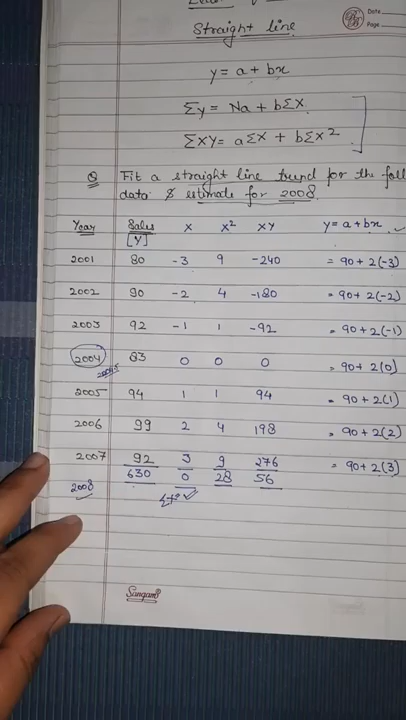 Date
Page
Straight line
y = a + bx
Σy = Na + bΣx
Σxy = aΣx + bΣx²
Q Fit a straight line trend for the foll
data & estimate for 2008.
Year Sales [Y] X X² XY y = a + bx
2001 80 -3 9 -240 = 90 + 2(-3)
2002 90 -2 4 -180 = 90 + 2(-2)
2003 92 -1 1 -92 = 90 + 2(-1)
2004 83 0 0 0 = 90 + 2(0)
2005 94 1 1 94 = 90 + 2(1)
2006 99 2 4 198 = 90 + 2(2)
2007 92 3 9 276 = 90 + 2(3)
630 0 28 56
2008
Sangam